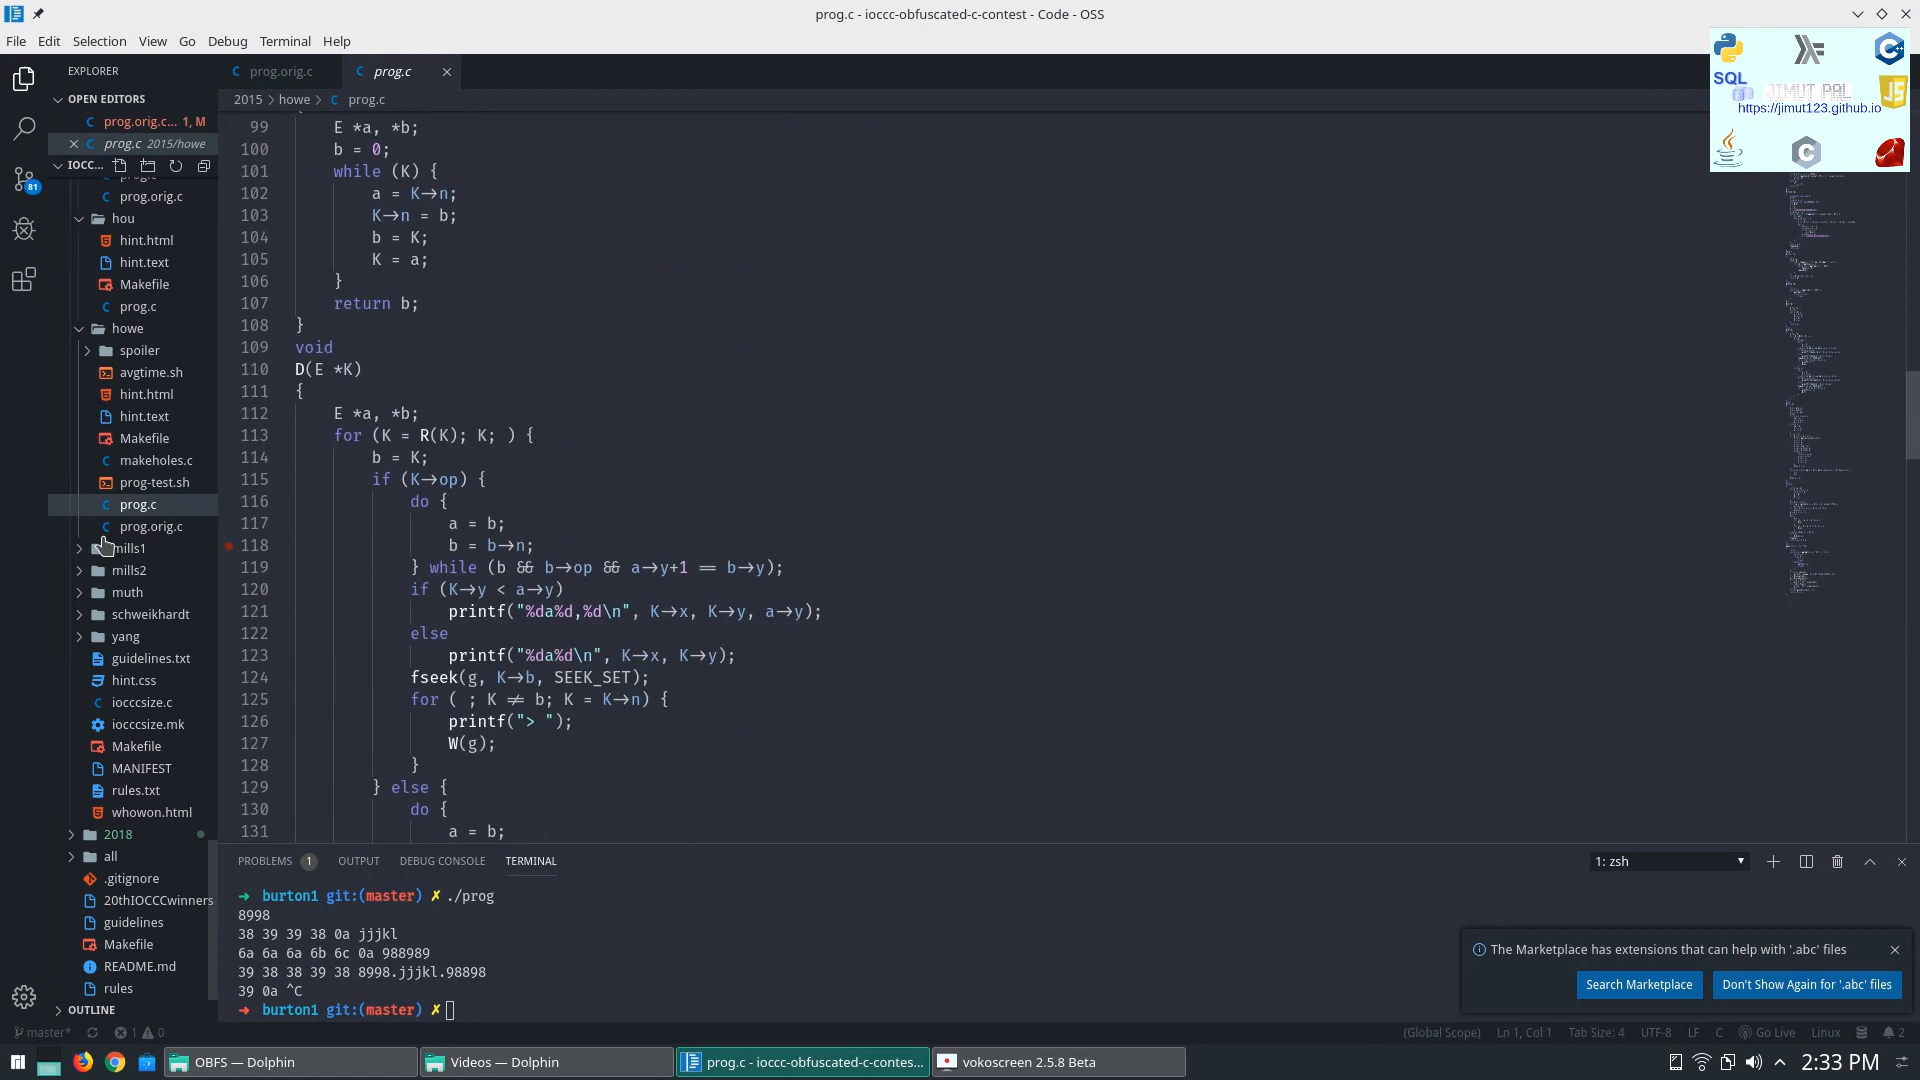 prog.c - ioccc-obfuscated-c-contest - Code - OSS
File Edit Selection View Go Debug Terminal Help
SQL
JIMUT PAL
https://jimut123.github.io
JS
EXPLORER
OPEN EDITORS
prog.orig.c... 1, M
prog.c 2015/howe
IOCC...
prog.orig.c
hou
hint.html
hint.text
Makefile
prog.c
howe
spoiler
avgtime.sh
hint.html
hint.text
Makefile
makeholes.c
prog-test.sh
prog.c
prog.orig.c
mills1
mills2
muth
schweikhardt
yang
guidelines.txt
hint.css
iocccsize.c
iocccsize.mk
Makefile
MANIFEST
rules.txt
whowon.html
2018
all
.gitignore
20thIOCCCwinners
guidelines
Makefile
README.md
rules
OUTLINE
81
prog.orig.c prog.c
2015 > howe > prog.c
99 E *a, *b;
100 b = 0;
101 while (K) {
102 a = K->n;
103 K->n = b;
104 b = K;
105 K = a;
106 }
107 return b;
108 }
109 void
110 D(E *K)
111 {
112 E *a, *b;
113 for (K = R(K); K; ) {
114 b = K;
115 if (K->op) {
116 do {
117 a = b;
118 b = b->n;
119 } while (b && b->op && a->y+1 == b->y);
120 if (K->y < a->y)
121 printf("%da%d,%d\n", K->x, K->y, a->y);
122 else
123 printf("%da%d\n", K->x, K->y);
124 fseek(g, K->b, SEEK_SET);
125 for ( ; K != b; K = K->n) {
126 printf("> ");
127 W(g);
128 }
129 } else {
130 do {
131 a = b;
PROBLEMS 1 OUTPUT DEBUG CONSOLE TERMINAL 1: zsh
➜ burton1 git:(master) ✗ ./prog
8998
38 39 39 38 0a jjjkl
6a 6a 6a 6b 6c 0a 988989
39 38 38 39 38 8998.jjjkl.98898
39 0a ^C
➜ burton1 git:(master) ✗
The Marketplace has extensions that can help with '.abc' files
Search Marketplace Don't Show Again for '.abc' files
master* 1 0 (Global Scope) Ln 1, Col 1 Tab Size: 4 UTF-8 LF C Go Live Linux 2
OBFS — Dolphin Videos — Dolphin prog.c - ioccc-obfuscated-c-contes... vokoscreen 2.5.8 Beta 2:33 PM